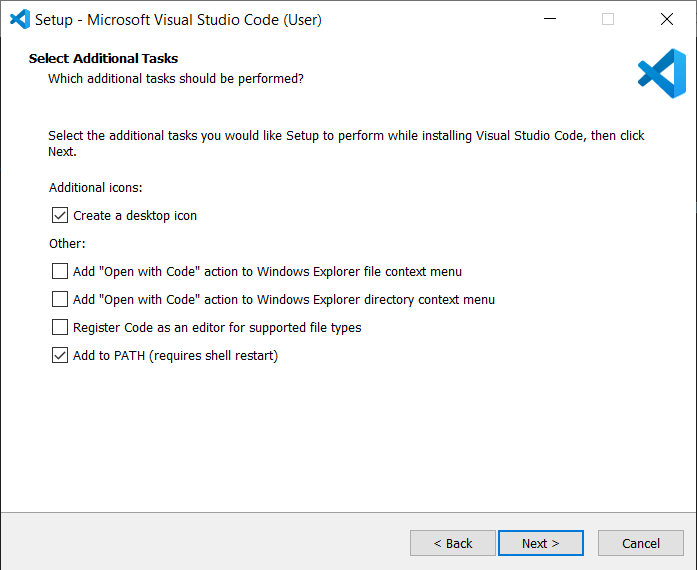 Setup - Microsoft Visual Studio Code (User)
Select Additional Tasks
Which additional tasks should be performed?
Select the additional tasks you would like Setup to perform while installing Visual Studio Code, then click
Next.
Additional icons:
Create a desktop icon
Other:
Add "Open with Code" action to Windows Explorer file context menu
Add "Open with Code" action to Windows Explorer directory context menu
Register Code as an editor for supported file types
Add to PATH (requires shell restart)
< Back Next > Cancel